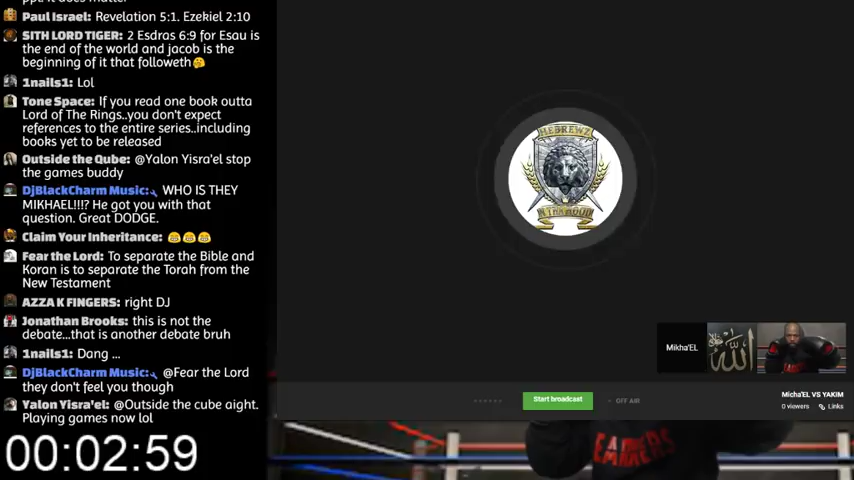 Paul Israel: Revelation 5:1. Ezekiel 2:10
SITH LORD TIGER: 2 Esdras 6:9 for Esau is
the end of the world and jacob is the
beginning of it that followeth🤔
1nails1: Lol
Tone Space: If you read one book outta
Lord of The Rings..you don't expect
references to the entire series..including
books yet to be released
Outside the Qube: @Yalon Yisra'el stop
the games buddy
DjBlackCharm Music: WHO IS THEY
MIKHAEL!!!? He got you with that
question. Great DODGE.
Claim Your Inheritance: 😂😂😂
Fear the Lord: To separate the Bible and
Koran is to separate the Torah from the
New Testament
AZZA K FINGERS: right DJ
Jonathan Brooks: this is not the
debate...that is another debate bruh
1nails1: Dang ...
DjBlackCharm Music: @Fear the Lord
they don't feel you though
Yalon Yisra'el: @Outside the cube aight.
Playing games now lol
00:02:59
HEBREWZ
N THA HOOD
Mikha'EL
الله
Start broadcast
OFF AIR
Micha'EL VS YAKIM
0 viewers
Links